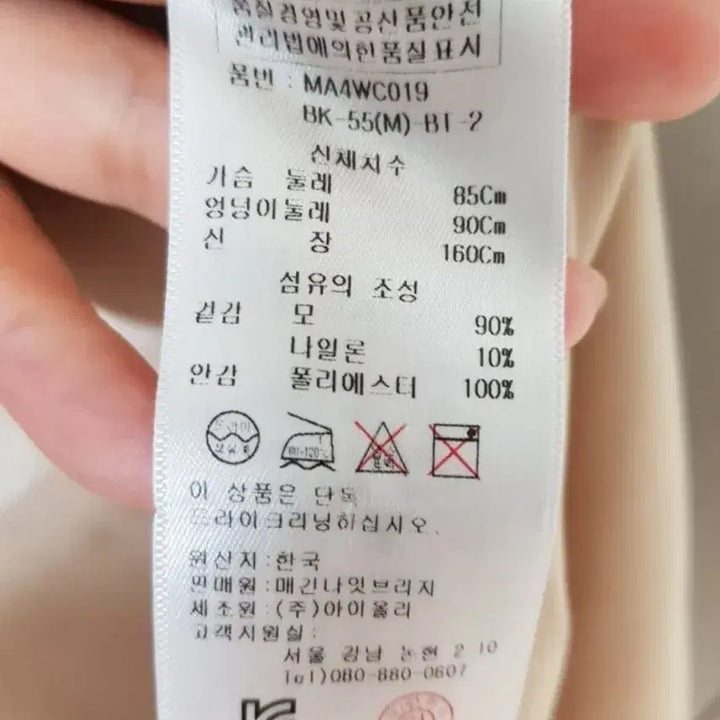 품질경영및 공산품안전
관리법에의한품질표시
품번 : MA4WC019
BK-55(M)-BT-2
신체치수
가슴 둘레 85Cm
엉덩이둘레 90Cm
신 장 160Cm
섬유의 조성
겉감 모 90%
나일론 10%
안감 폴리에스터 100%
드라이
이 상품은 단독
드라이크리닝하십시오.
원산지 : 한국
판매원 : 매긴나잇브리지
제조원 : (주)아이올리
고객지원실 :
서울 강남 논현 2 10
Tel)080-880-0607